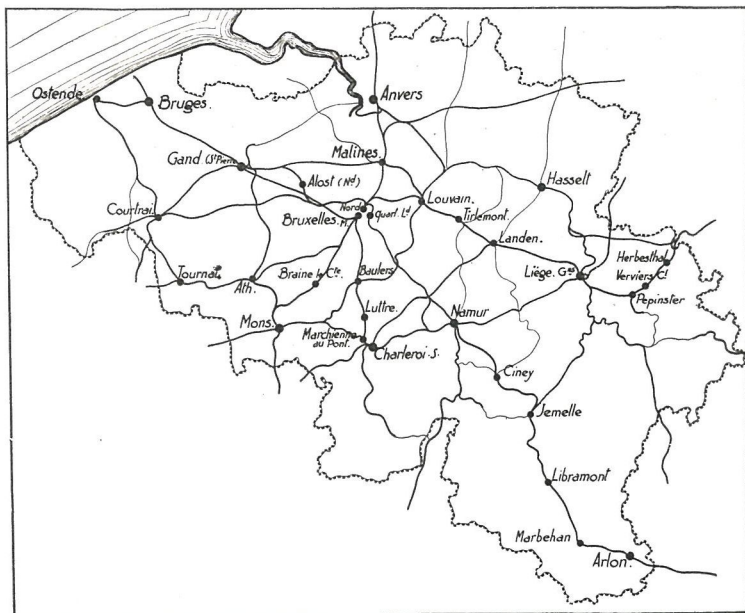 Ostende
Bruges.
Anvers
Gand. (St Pierre)
Malines.
Alost (Nd)
Hasselt
Courtrai.
Nord
Louvain.
Bruxelles. M.
Quart. Ld
Tirlemont.
Landen.
Herbesthal
Tournai.
Ath.
Braine le Cte.
Baulers
Liège. Gns
Verviers Cl
Pepinster
Luttre.
Namur
Mons.
Marchienne
au Pont.
Charleroi. S.
Ciney
Jemelle
Libramont
Marbehan
Arlon.